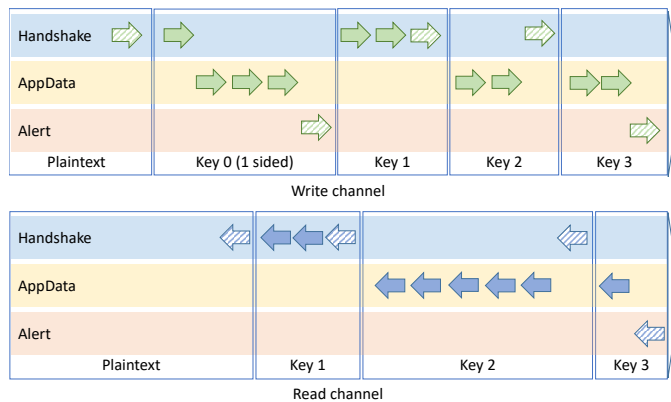 Handshake
AppData
Alert
Plaintext Key 0 (1 sided) Key 1 Key 2 Key 3
Write channel
Handshake
AppData
Alert
Plaintext Key 1 Key 2 Key 3
Read channel